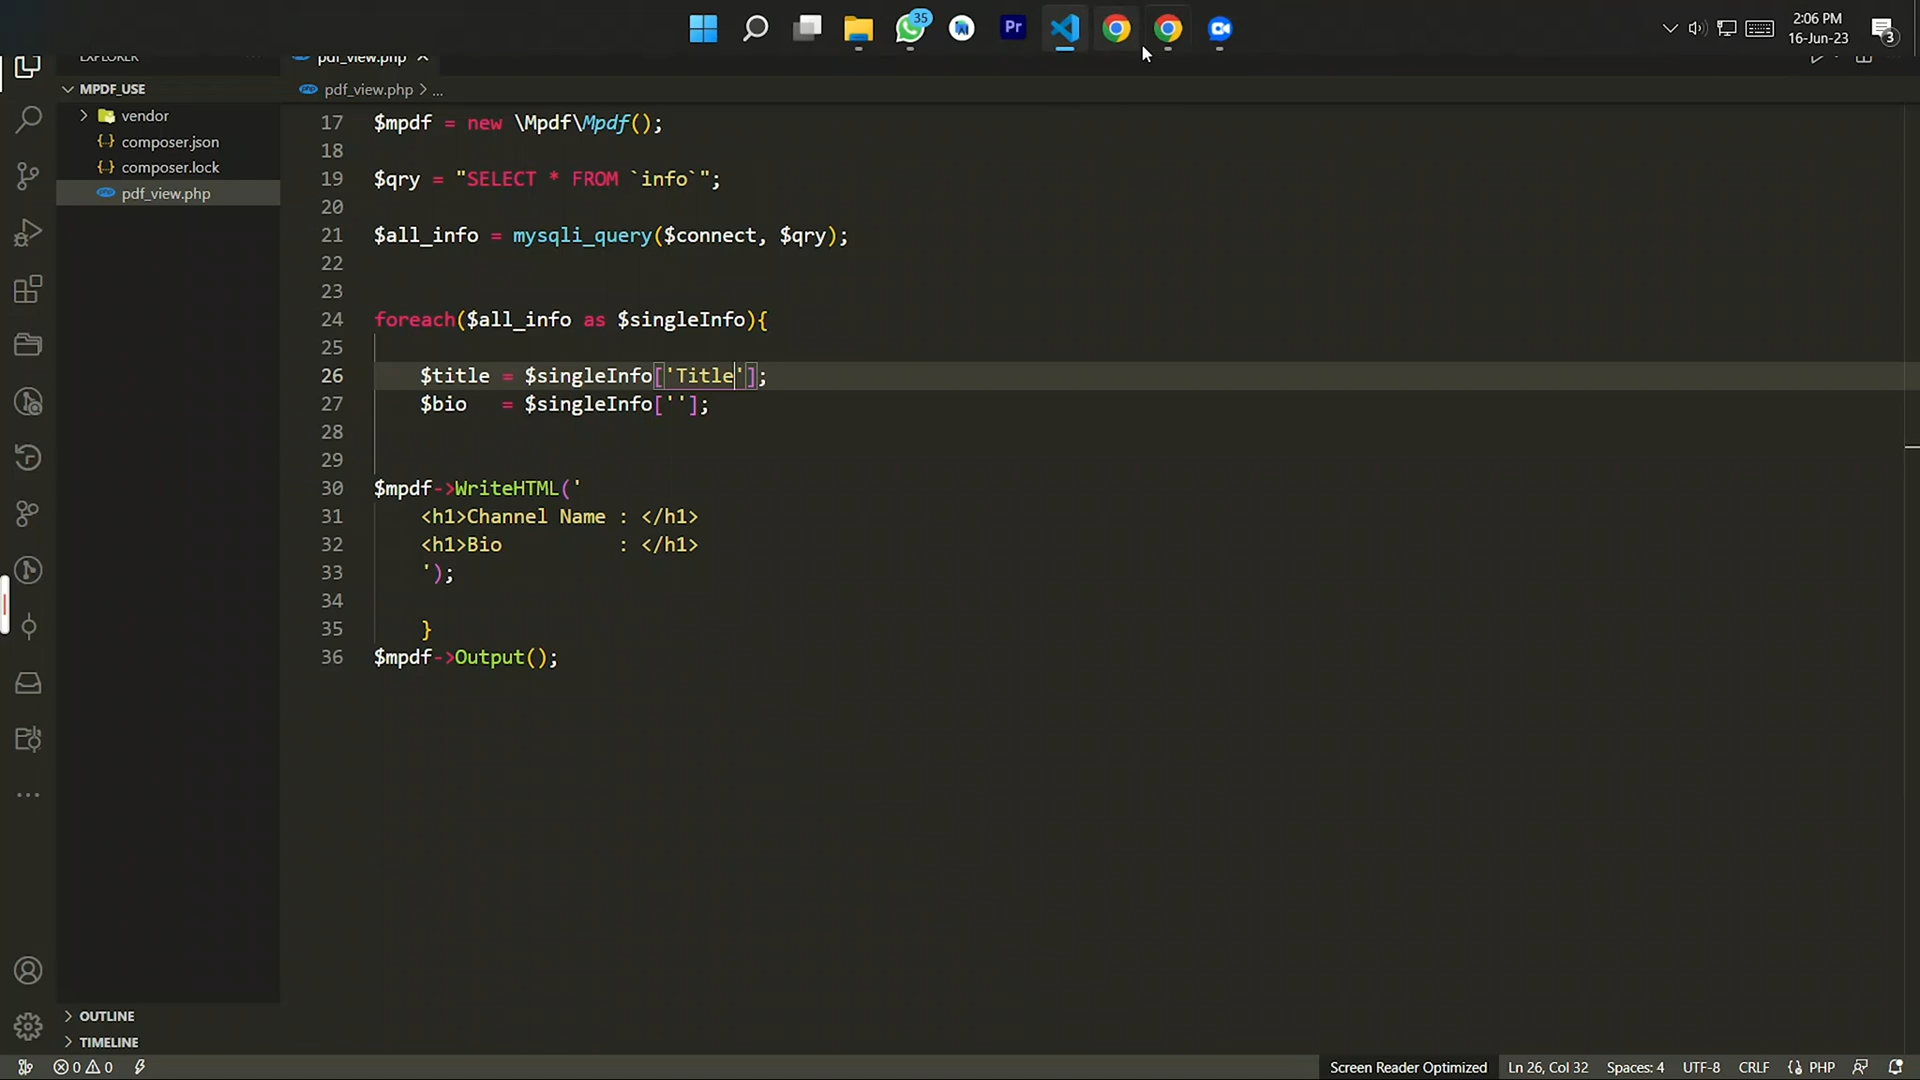 35
Pr
2:06 PM
16-Jun-23
3
EXPLORER
pdf_view.php
MPDF_USE
pdf_view.php > ...
vendor
composer.json
composer.lock
pdf_view.php
17 $mpdf = new \Mpdf\Mpdf();
18
19 $qry = "SELECT * FROM `info`";
20
21 $all_info = mysqli_query($connect, $qry);
22
23
24 foreach($all_info as $singleInfo){
25
26 $title = $singleInfo['Title'];
27 $bio   = $singleInfo[''];
28
29
30 $mpdf->WriteHTML('
31 <h1>Channel Name : </h1>
32 <h1>Bio          : </h1>
33 ');
34
35 }
36 $mpdf->Output();
OUTLINE
TIMELINE
0 0
Screen Reader Optimized
Ln 26, Col 32
Spaces: 4
UTF-8
CRLF
PHP